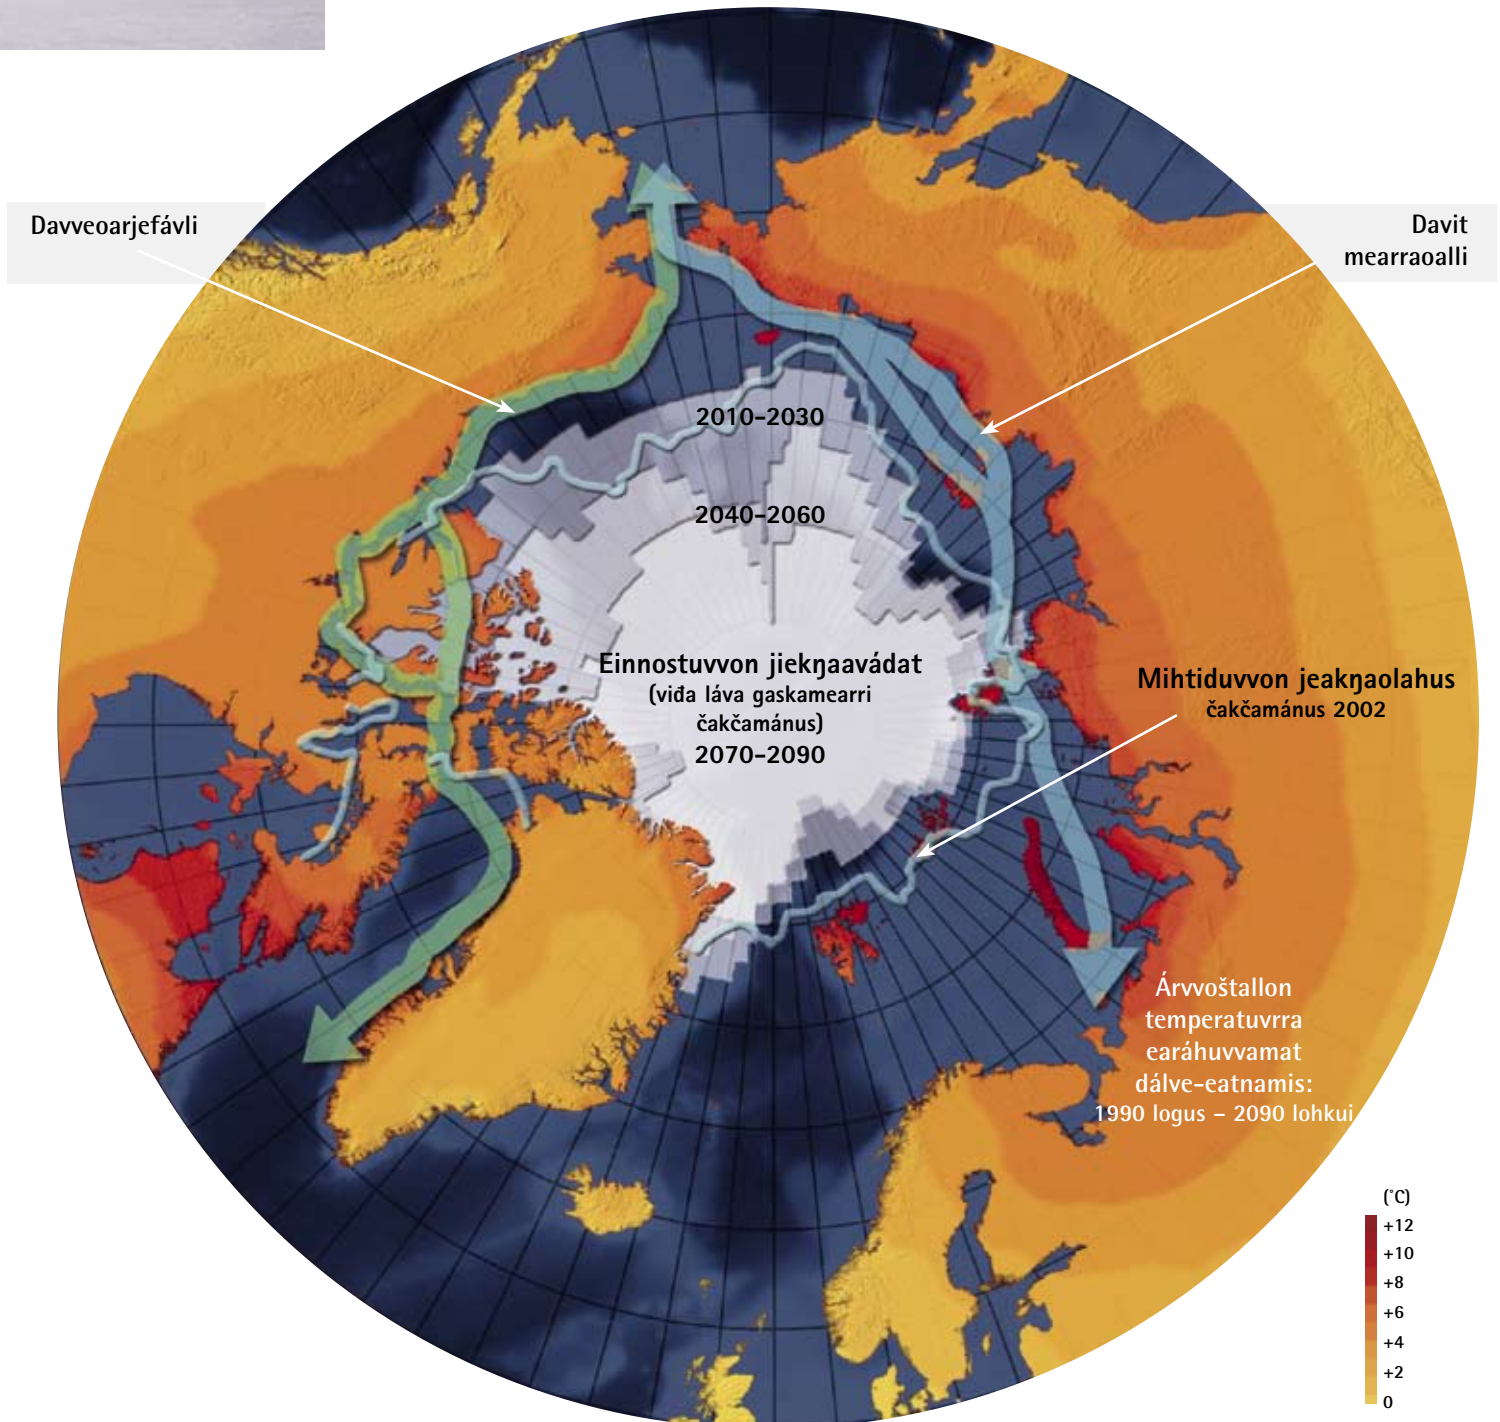 Davveoarjefávli
Davit
mearraoalli
2010–2030
2040–2060
Einnostuvvon jiekŋaavádat
(viđa láva gaskamearri
čakčamánus)
2070–2090
Mihtiduvvon jeakŋaolahus
čakčamánus 2002
Árvvoštallon
temperatuvrra
earáhuvvamat
dálve-eatnamis:
1990 logus – 2090 lohkui
(˚C)
+12
+10
+8
+6
+4
+2
0